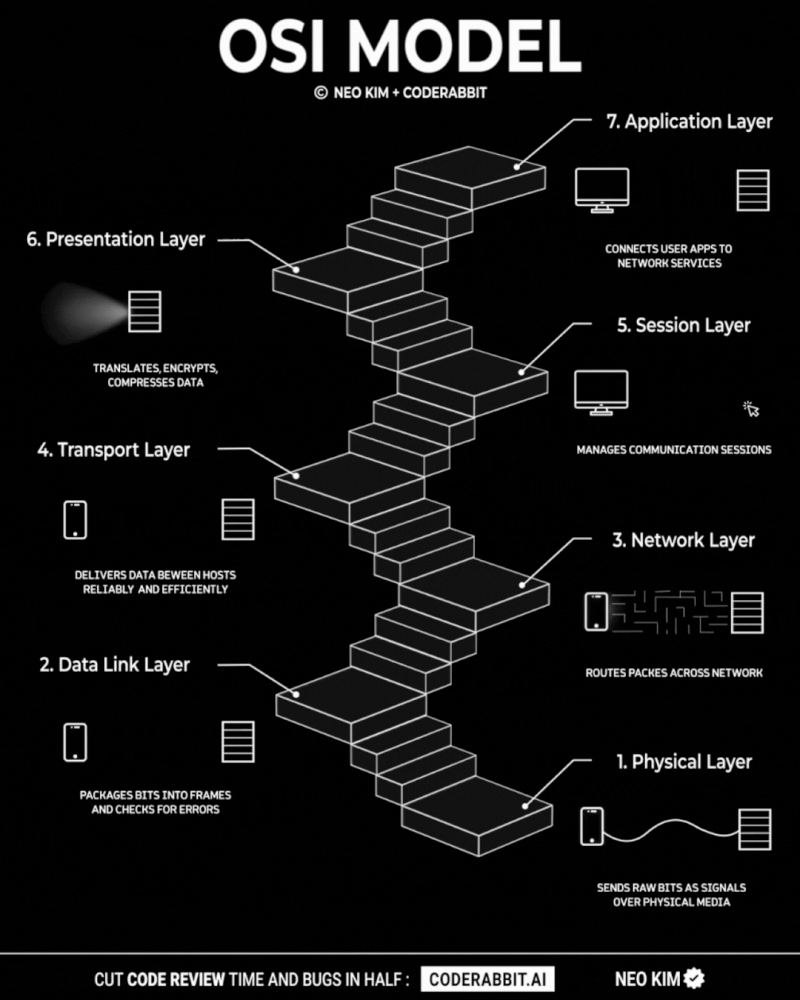 OSI MODEL
© NEO KIM + CODERABBIT
7. Application Layer
CONNECTS USER APPS TO
NETWORK SERVICES
6. Presentation Layer
TRANSLATES, ENCRYPTS,
COMPRESSES DATA
5. Session Layer
MANAGES COMMUNICATION SESSIONS
4. Transport Layer
DELIVERS DATA BEWEEN HOSTS
RELIABLY AND EFFICIENTLY
3. Network Layer
ROUTES PACKES ACROSS NETWORK
2. Data Link Layer
PACKAGES BITS INTO FRAMES
AND CHECKS FOR ERRORS
1. Physical Layer
SENDS RAW BITS AS SIGNALS
OVER PHYSICAL MEDIA
CUT CODE REVIEW TIME AND BUGS IN HALF : CODERABBIT.AI NEO KIM